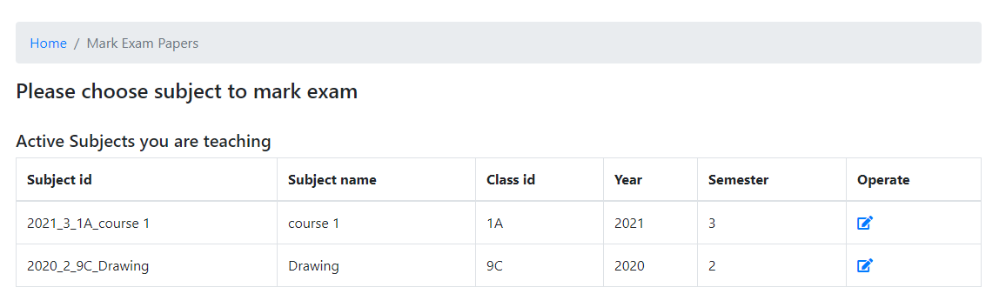 Home / Mark Exam Papers
Please choose subject to mark exam
Active Subjects you are teaching
Subject id Subject name Class id Year Semester Operate
2021_3_1A_course 1 course 1 1A 2021 3
2020_2_9C_Drawing Drawing 9C 2020 2